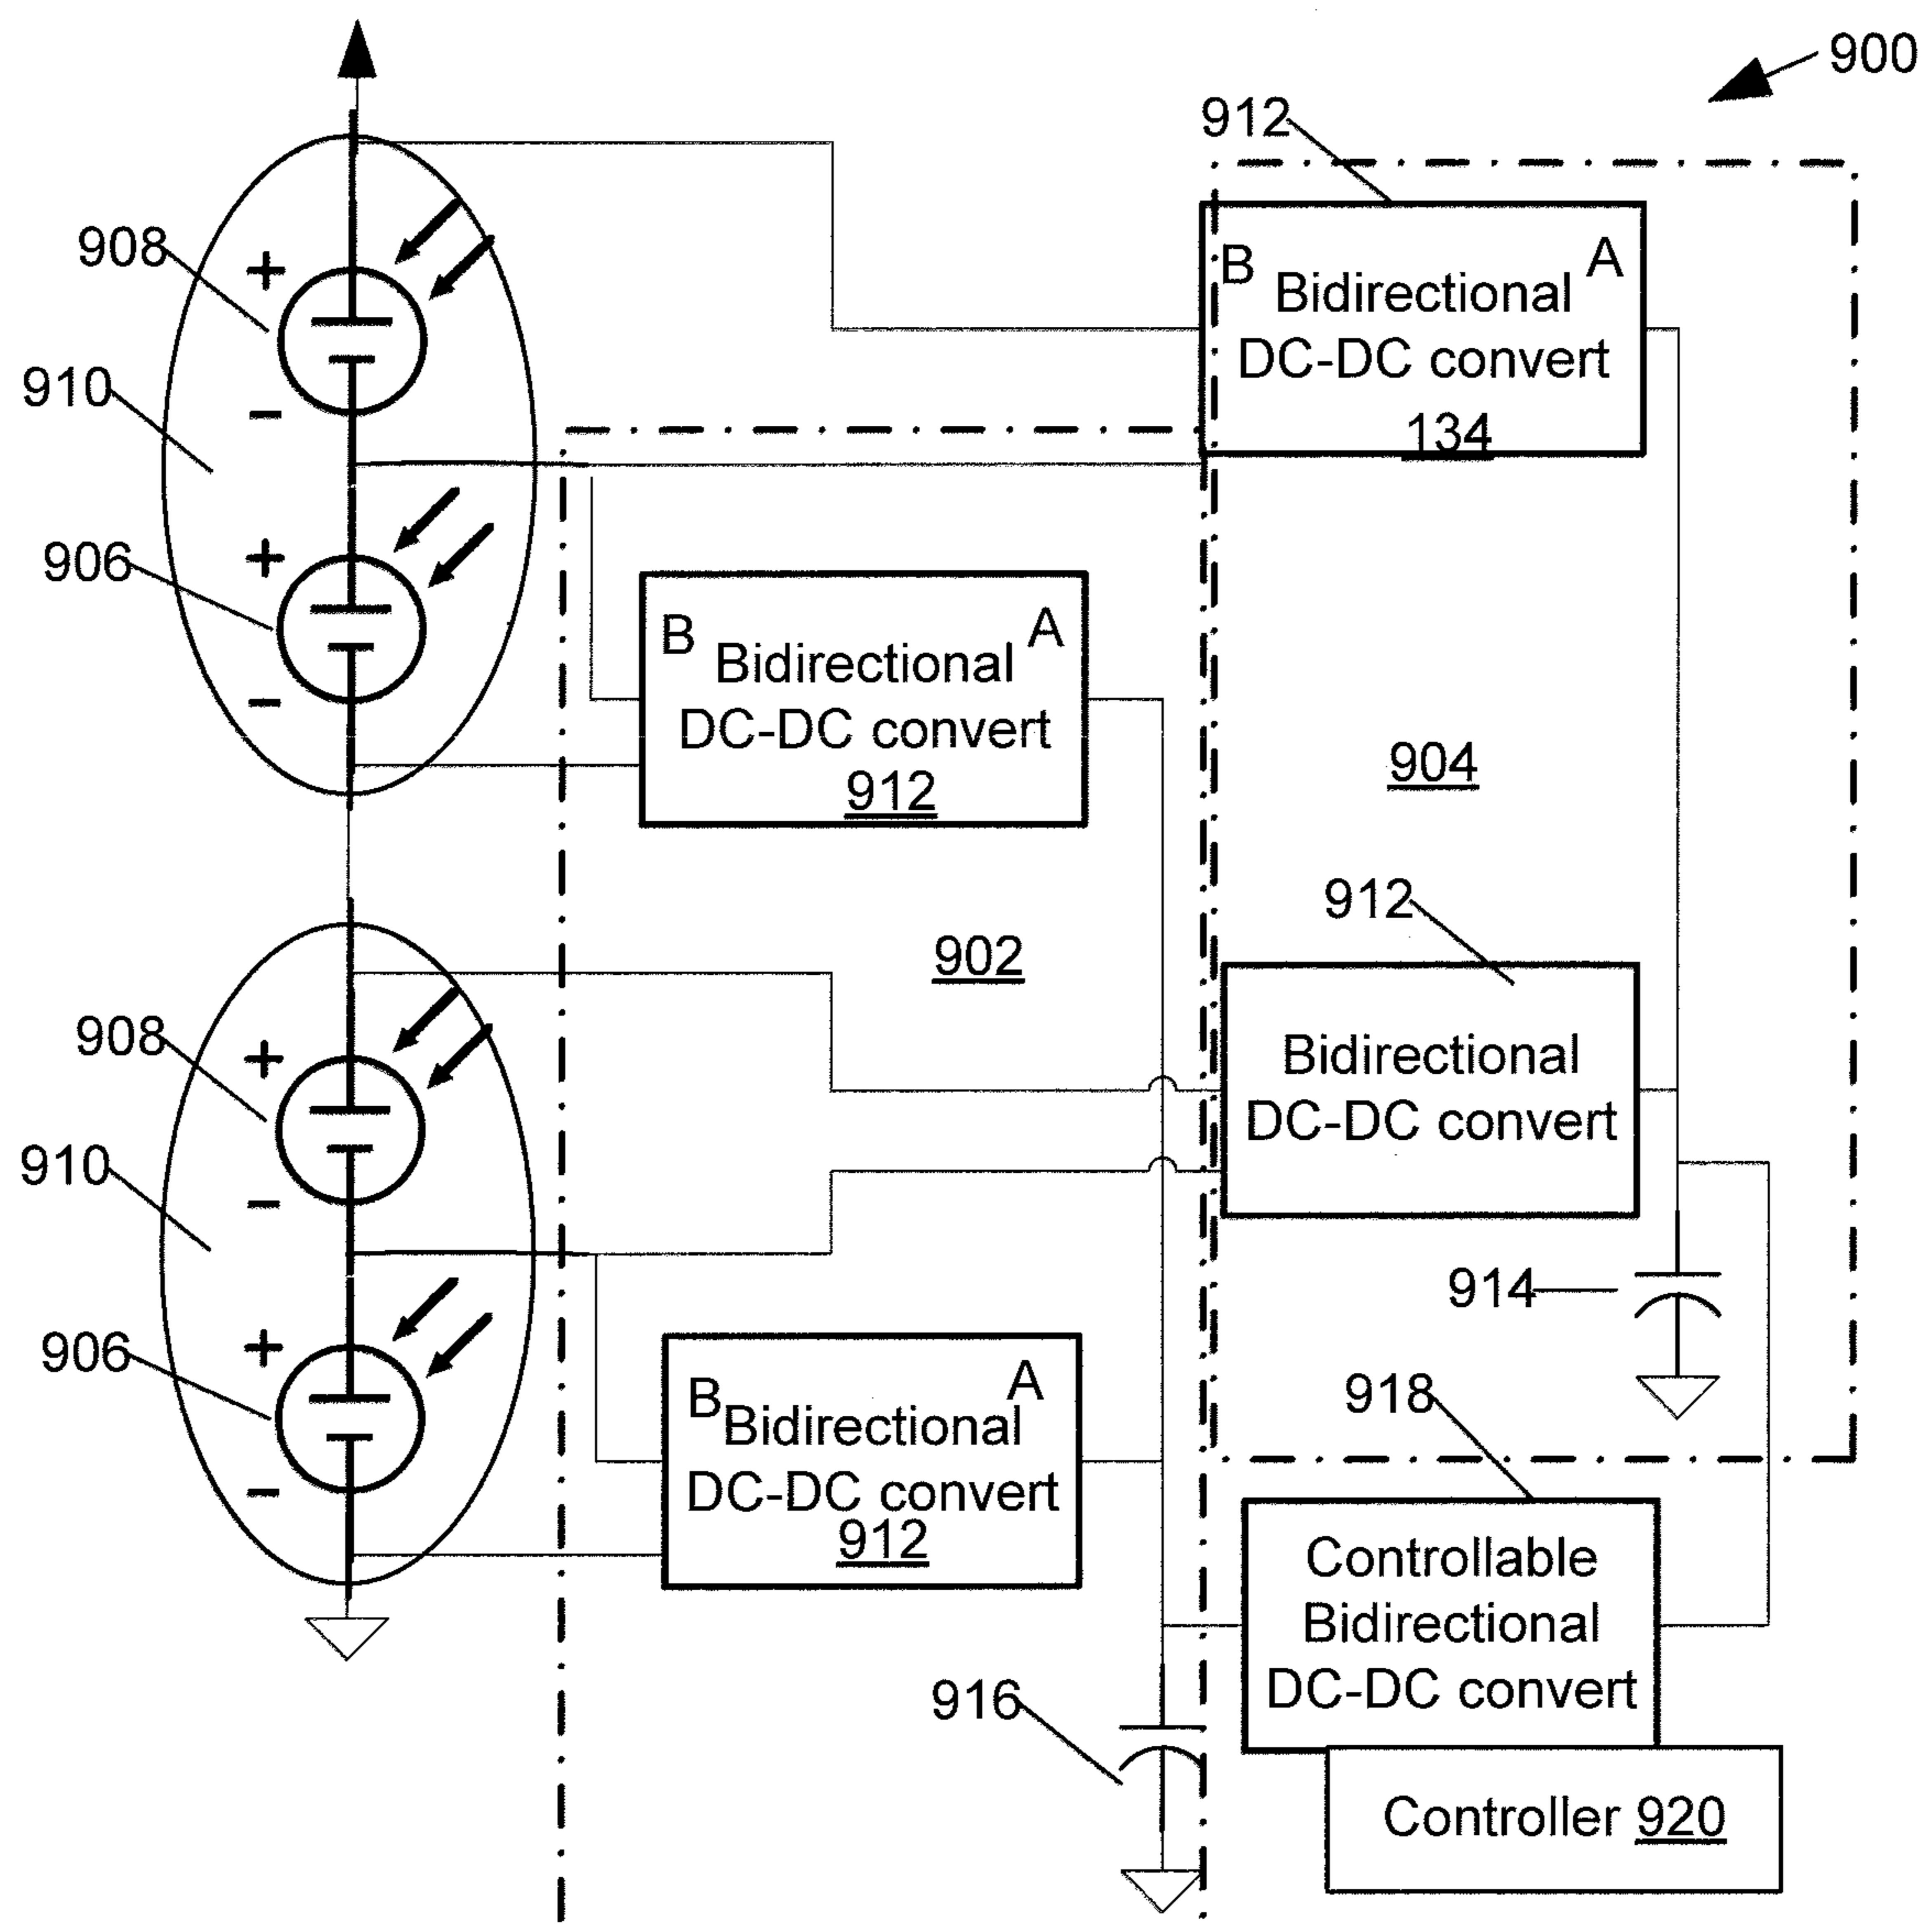 900
912
908
+
B
A
Bidirectional
DC-DC convert
134
910
−
906
+
−
B
A
Bidirectional
DC-DC convert
912
904
912
902
908
+
Bidirectional
DC-DC convert
910
−
914
906
+
−
B
A
Bidirectional
DC-DC convert
912
918
Controllable
Bidirectional
DC-DC convert
916
Controller 920